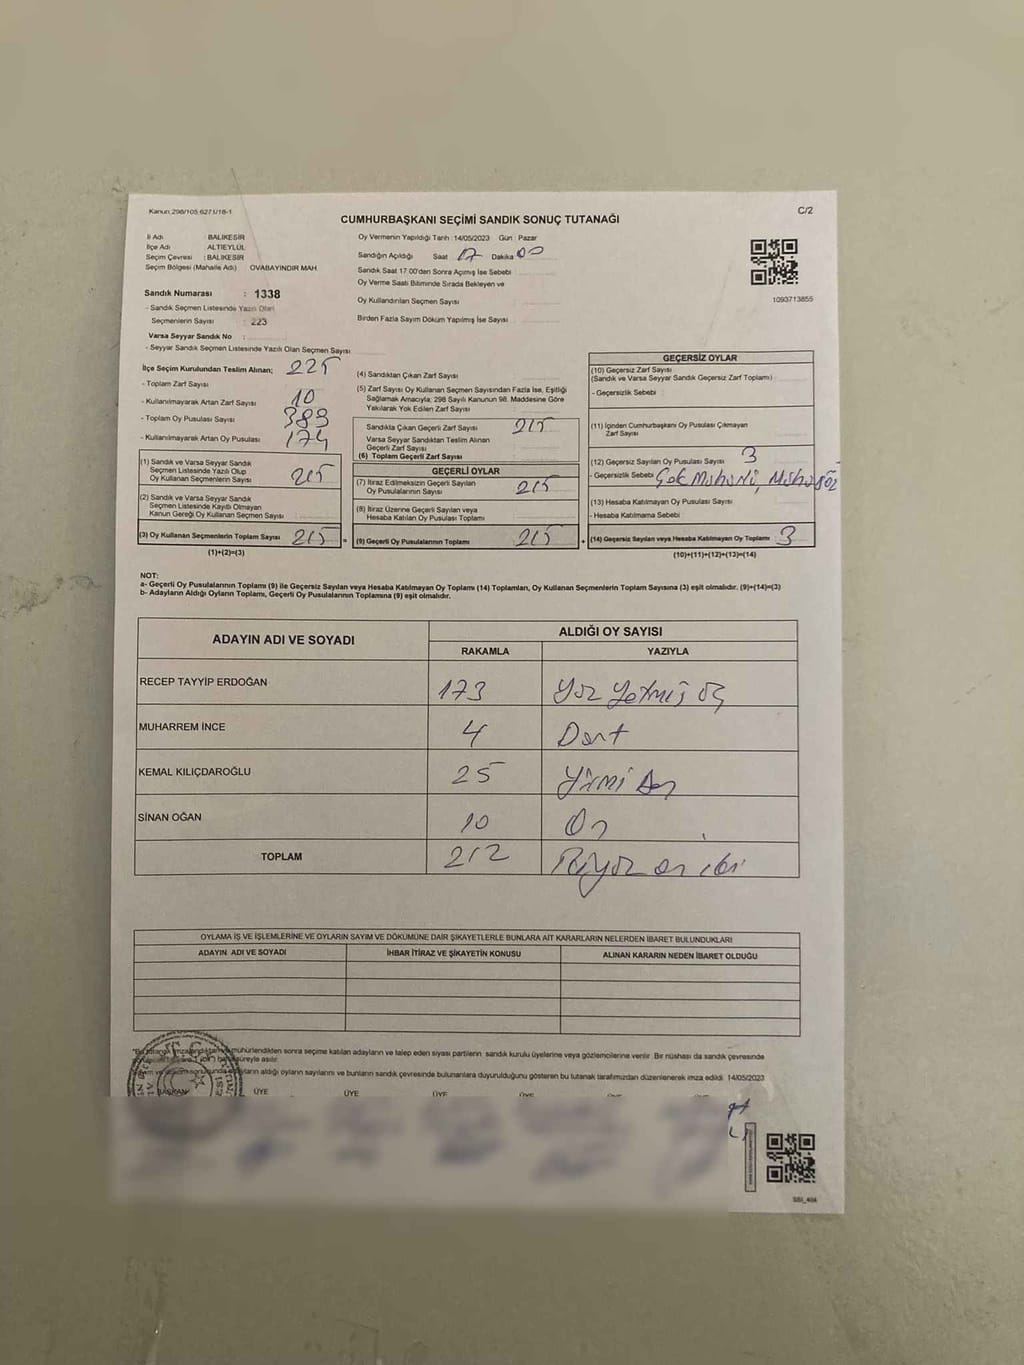 Kanun:298/105 6271/18-1
C/2
CUMHURBAŞKANI SEÇİMİ SANDIK SONUÇ TUTANAĞI
İl Adı : BALIKESİR
İlçe Adı : ALTIEYLÜL
Seçim Çevresi : BALIKESİR
Seçim Bölgesi (Mahalle Adı) OVABAYINDIR MAH.
Sandık Numarası : 1338
- Sandık Seçmen Listesinde Yazılı Olan
Seçmenlerin Sayısı : 223
Varsa Seyyar Sandık No :
- Seyyar Sandık Seçmen Listesinde Yazılı Olan Seçmen Sayısı
İlçe Seçim Kurulundan Teslim Alınan; 225
- Toplam Zarf Sayısı
- Kullanılmayarak Artan Zarf Sayısı 10
- Toplam Oy Pusulası Sayısı 389
- Kullanılmayarak Artan Oy Pusulası 174
(1) Sandık ve Varsa Seyyar Sandık
Seçmen Listesinde Yazılı Olup
Oy Kullanan Seçmenlerin Sayısı 215
(2) Sandık ve Varsa Seyyar Sandık
Seçmen Listesinde Kayıtlı Olmayan
Kanun Gereği Oy Kullanan Seçmen Sayısı
(3) Oy Kullanan Seçmenlerin Toplam Sayısı 215 =
(1)+(2)=(3)
Oy Vermenin Yapıldığı Tarih :14/05/2023 Gün : Pazar
Sandığın Açıldığı Saat 17 Dakika 00
Sandık Saat 17.00'den Sonra Açılmış İse Sebebi
Oy Verme Saati Bitiminde Sırada Bekleyen ve
Oy Kullandırılan Seçmen Sayısı
Birden Fazla Sayım Döküm Yapılmış İse Sayısı
(4) Sandıktan Çıkan Zarf Sayısı
(5) Zarf Sayısı Oy Kullanan Seçmen Sayısından Fazla İse, Eşitliği
Sağlamak Amacıyla; 298 Sayılı Kanunun 98. Maddesine Göre
Yakılarak Yok Edilen Zarf Sayısı
Sandıkta Çıkan Geçerli Zarf Sayısı 215
Varsa Seyyar Sandıktan Teslim Alınan
Geçerli Zarf Sayısı
(6) Toplam Geçerli Zarf Sayısı
GEÇERLİ OYLAR
(7) İtiraz Edilmeksizin Geçerli Sayılan
Oy Pusulalarının Sayısı 215
(8) İtiraz Üzerine Geçerli Sayılan veya
Hesaba Katılan Oy Pusulası Toplamı
(9) Geçerli Oy Pusulalarının Toplamı 215 +
1093713855
GEÇERSİZ OYLAR
(10) Geçersiz Zarf Sayısı
(Sandık ve Varsa Seyyar Sandık Geçersiz Zarf Toplamı)
- Geçersizlik Sebebi
(11) İçinden Cumhurbaşkanı Oy Pusulası Çıkmayan
Zarf Sayısı
(12) Geçersiz Sayılan Oy Pusulası Sayısı 3
- Geçersizlik Sebebi
(13) Hesaba Katılmayan Oy Pusulası Sayısı
- Hesaba Katılmama Sebebi
(14) Geçersiz Sayılan veya Hesaba Katılmayan Oy Toplamı 3
(10)+(11)+(12)+(13)=(14)
NOT:
a- Geçerli Oy Pusulalarının Toplamı (9) ile Geçersiz Sayılan veya Hesaba Katılmayan Oy Toplamı (14) Toplamları, Oy Kullanan Seçmenlerin Toplam Sayısına (3) eşit olmalıdır. (9)+(14)=(3)
b- Adayların Aldığı Oyların Toplamı, Geçerli Oy Pusulalarının Toplamına (9) eşit olmalıdır.
ADAYIN ADI VE SOYADI
ALDIĞI OY SAYISI
RAKAMLA YAZIYLA
RECEP TAYYİP ERDOĞAN 173 Yüz yetmiş üç
MUHARREM İNCE 4 Dört
KEMAL KILIÇDAROĞLU 25 Yirmi beş
SİNAN OĞAN 10 On
TOPLAM 212 İkiyüz on iki
OYLAMA İŞ VE İŞLEMLERİNE VE OYLARIN SAYIM VE DÖKÜMÜNE DAİR ŞİKAYETLERLE BUNLARA AİT KARARLARIN NELERDEN İBARET BULUNDUKLARI
ADAYIN ADI VE SOYADI İHBAR İTİRAZ VE ŞİKAYETİN KONUSU ALINAN KARARIN NEDEN İBARET OLDUĞU
mühürlendikten sonra seçime katılan adayların ve talep eden siyasi partilerin sandık kurulu üyelerine veya gözlemcilerine verilir. Bir nüshası da sandık çevresinde
süreyle asılır.
aldığı oyların sayılarını ve bunların sandık çevresinde bulunanlara duyurulduğunu gösteren bu tutanak tarafımızdan düzenlenerek imza edildi. 14/05/2023
BAŞKAN ÜYE ÜYE ÜYE ÜYE ÜYE ÜYE